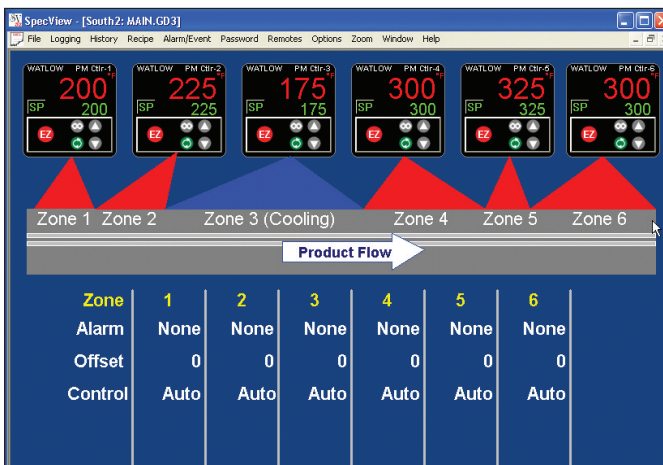 SpecView - [South2: MAIN.GD3]
File Logging History Recipe Alarm/Event Password Remotes Options Zoom Window Help
WATLOW PM Ctlr-1 WATLOW PM Ctlr-2 WATLOW PM Ctlr-3 WATLOW PM Ctlr-4 WATLOW PM Ctlr-5 WATLOW PM Ctlr-6
200 °F 225 °F 175 °F 300 °F 325 °F 300 °F
SP 200 SP 225 SP 175 SP 300 SP 325 SP 300
EZ EZ EZ EZ EZ EZ
Zone 1 Zone 2 Zone 3 (Cooling) Zone 4 Zone 5 Zone 6
Product Flow
Zone 1 2 3 4 5 6
Alarm None None None None None None
Offset 0 0 0 0 0 0
Control Auto Auto Auto Auto Auto Auto